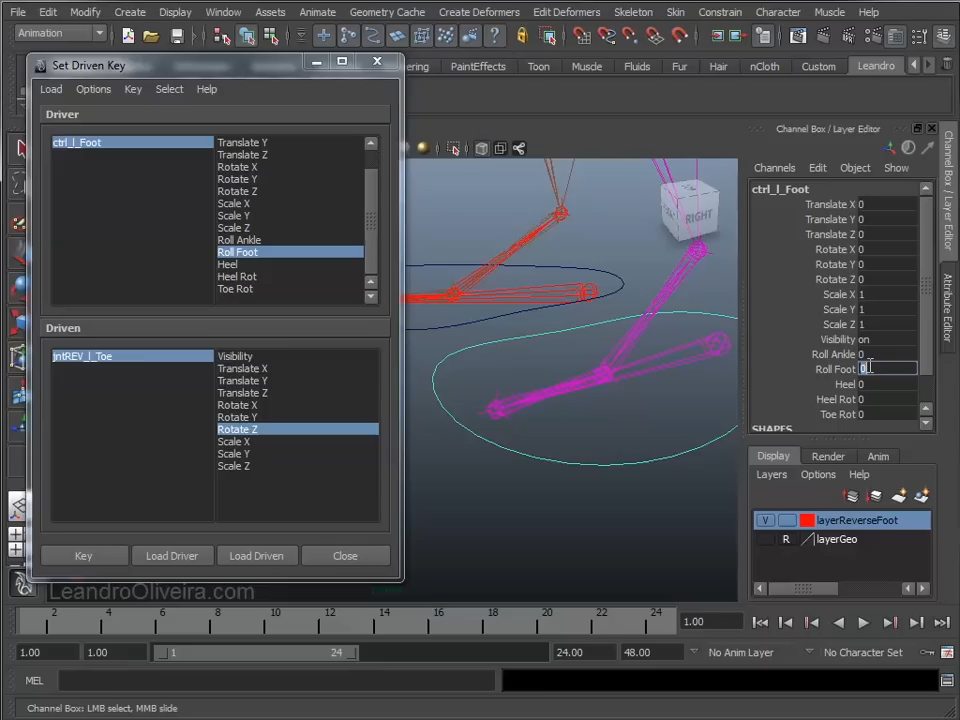 File Edit Modify Create Display Window Assets Animate Geometry Cache Create Deformers Edit Deformers Skeleton Skin Constrain Character Muscle Help
Animation
Set Driven Key
ering PaintEffects Toon Muscle Fluids Fur Hair nCloth Custom Leandro
Load Options Key Select Help
Driver
ctrl_l_Foot
Translate Y
Translate Z
Rotate X
Rotate Y
Rotate Z
Scale X
Scale Y
Scale Z
Roll Ankle
Roll Foot
Heel
Heel Rot
Toe Rot
Driven
jntREV_l_Toe
Visibility
Translate X
Translate Y
Translate Z
Rotate X
Rotate Y
Rotate Z
Scale X
Scale Y
Scale Z
Key Load Driver Load Driven Close
RIGHT
Channel Box / Layer Editor
Channels Edit Object Show
ctrl_l_Foot
Translate X 0
Translate Y 0
Translate Z 0
Rotate X 0
Rotate Y 0
Rotate Z 0
Scale X 1
Scale Y 1
Scale Z 1
Visibility on
Roll Ankle 0
Roll Foot 0
Heel 0
Heel Rot 0
Toe Rot 0
SHAPES
Channel Box / Layer Editor
Attribute Editor
Display Render Anim
Layers Options Help
V layerReverseFoot
R layerGeo
LeandroOliveira.com
2 4 6 8 10 12 14 16 18 20 22 24
1.00
1.00 1.00 1 24 24.00 48.00 No Anim Layer No Character Set
MEL
Channel Box: LMB select, MMB slide